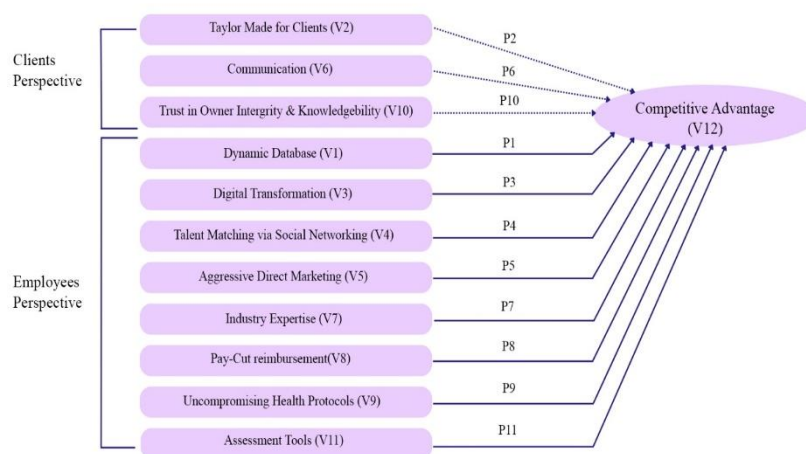 Clients
Perspective
Taylor Made for Clients (V2)
P2
Communication (V6)
P6
Trust in Owner Intergrity & Knowledgebility (V10)
P10
Competitive Advantage
(V12)
Employees
Perspective
Dynamic Database (V1)
P1
Digital Transformation (V3)
P3
Talent Matching via Social Networking (V4)
P4
Aggressive Direct Marketing (V5)
P5
Industry Expertise (V7)
P7
Pay-Cut reimbursement(V8)
P8
Uncompromising Health Protocols (V9)
P9
Assessment Tools (V11)
P11